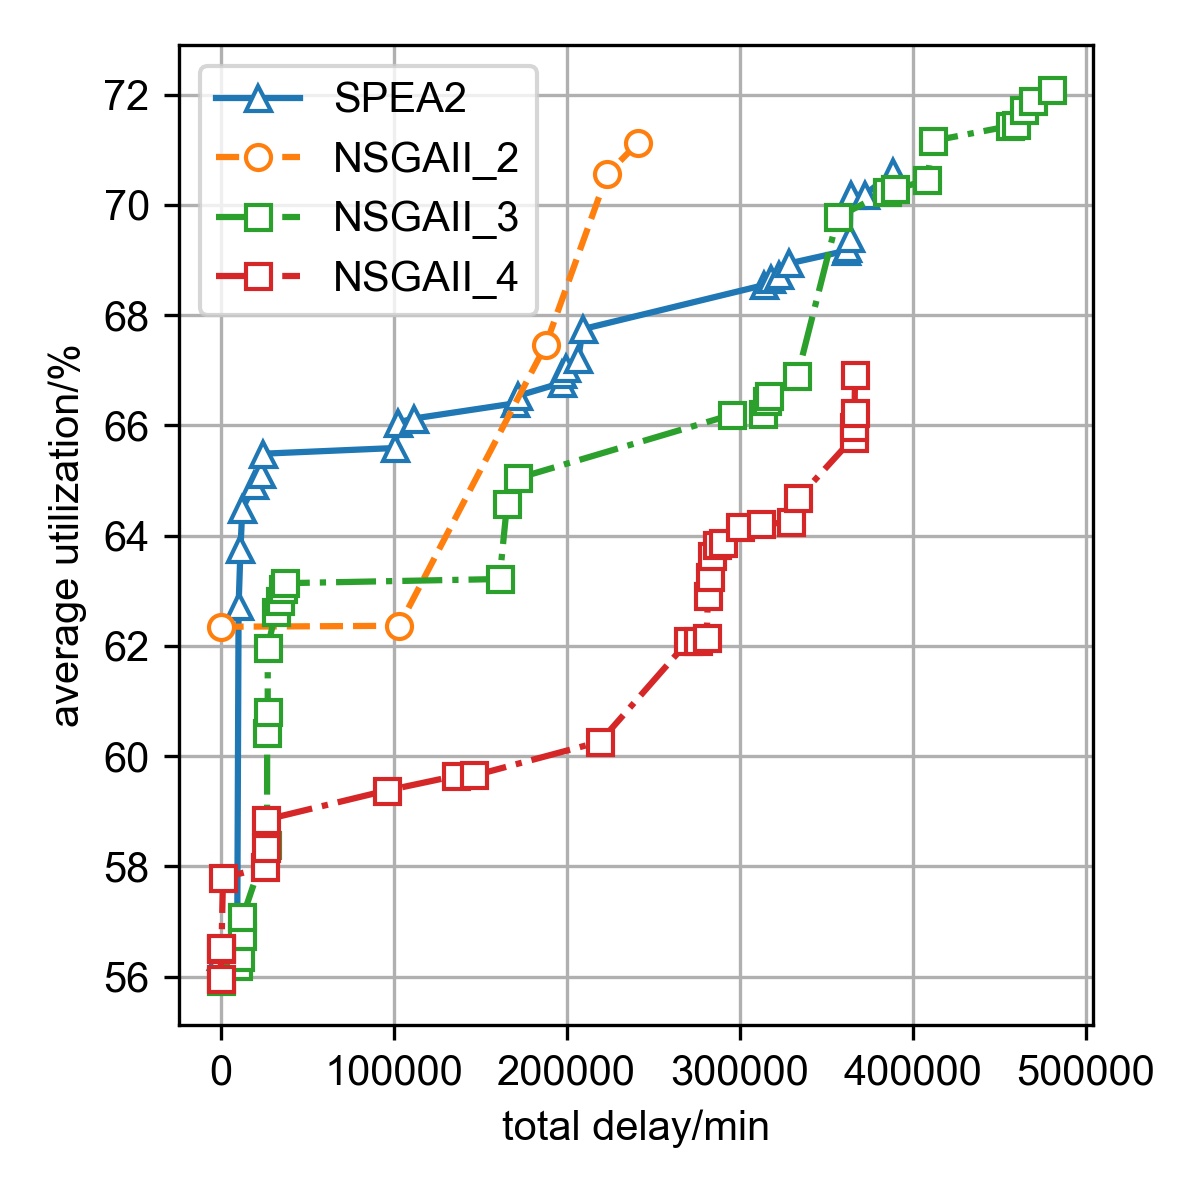 SPEA2
NSGAII_2
NSGAII_3
NSGAII_4
72
70
68
66
64
62
60
58
56
average utilization/%
0 100000 200000 300000 400000 500000
total delay/min